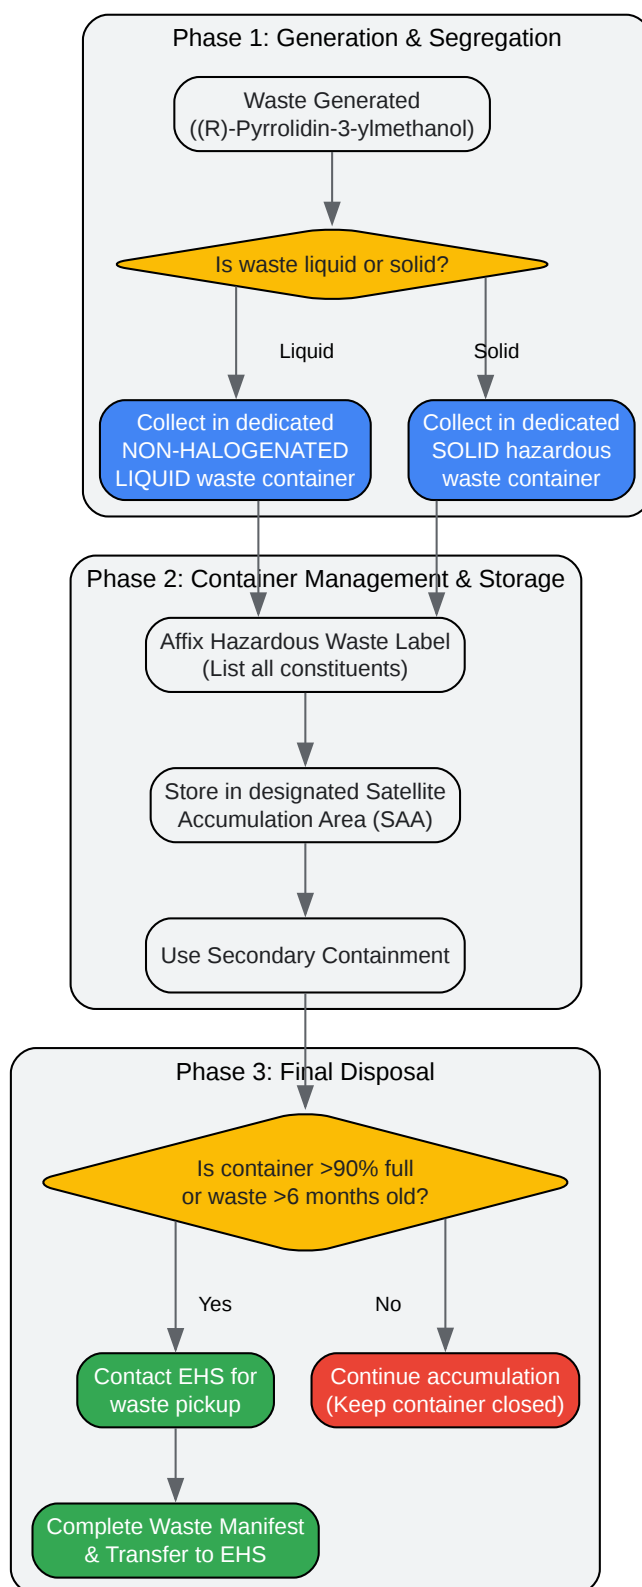 Phase 1: Generation & Segregation
Waste Generated
((R)-Pyrrolidin-3-ylmethanol)
Is waste liquid or solid?
Liquid
Solid
Collect in dedicated
NON-HALOGENATED
LIQUID waste container
Collect in dedicated
SOLID hazardous
waste container
Phase 2: Container Management & Storage
Affix Hazardous Waste Label
(List all constituents)
Store in designated Satellite
Accumulation Area (SAA)
Use Secondary Containment
Phase 3: Final Disposal
Is container >90% full
or waste >6 months old?
Yes
No
Contact EHS for
waste pickup
Continue accumulation
(Keep container closed)
Complete Waste Manifest
& Transfer to EHS